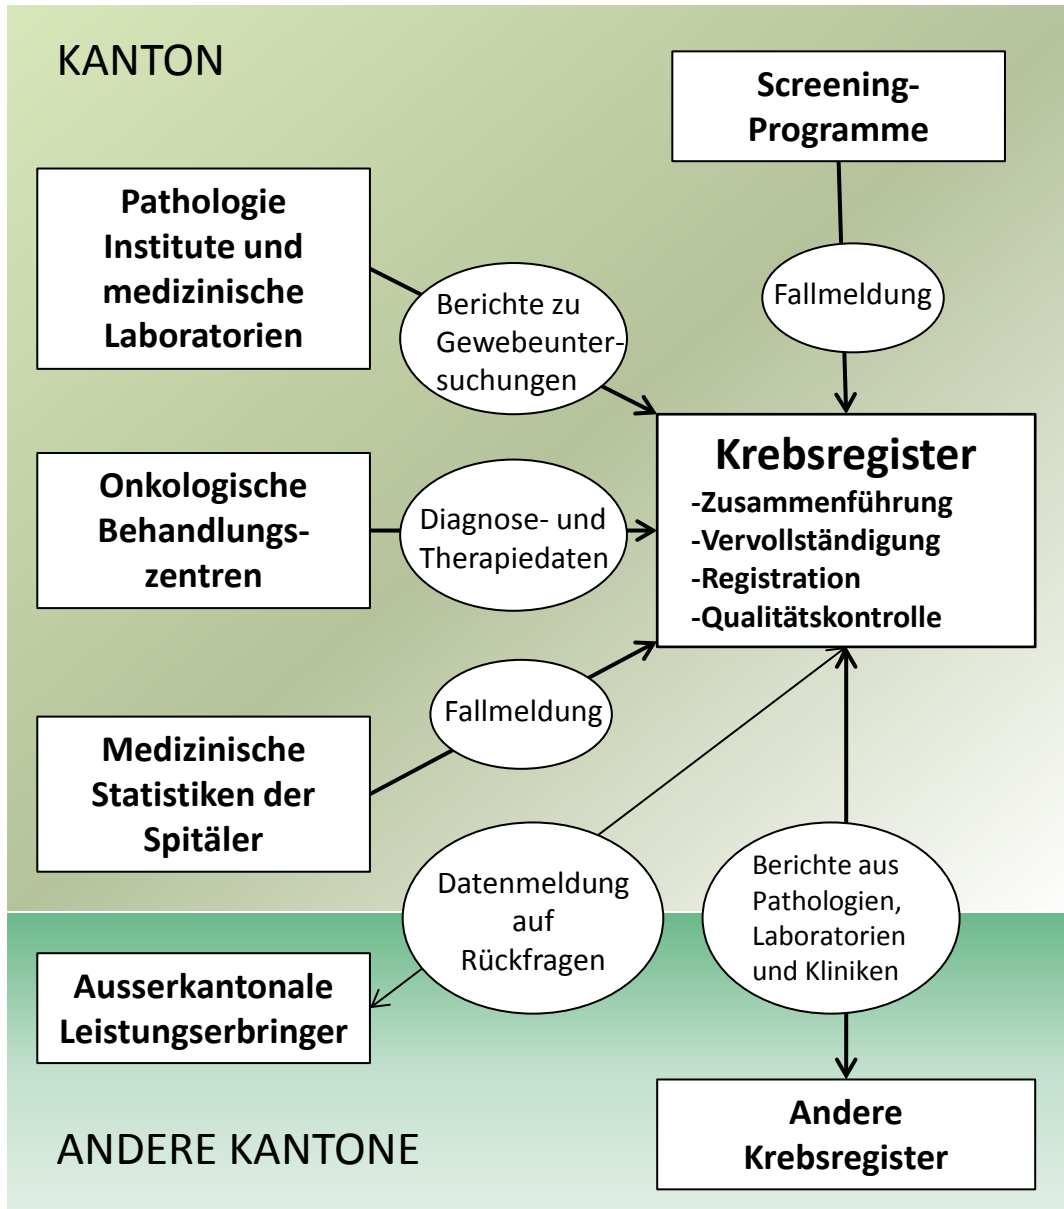 KANTON
Screening-
Programme
Pathologie
Institute und
medizinische
Laboratorien
Fallmeldung
Berichte zu
Gewebeunter-
suchungen
Krebsregister
-Zusammenführung
-Vervollständigung
-Registration
-Qualitätskontrolle
Onkologische
Behandlungs-
zentren
Diagnose- und
Therapiedaten
Fallmeldung
Medizinische
Statistiken der
Spitäler
Datenmeldung
auf
Rückfragen
Berichte aus
Pathologien,
Laboratorien
und Kliniken
Ausserkantonale
Leistungserbringer
Andere
Krebsregister
ANDERE KANTONE